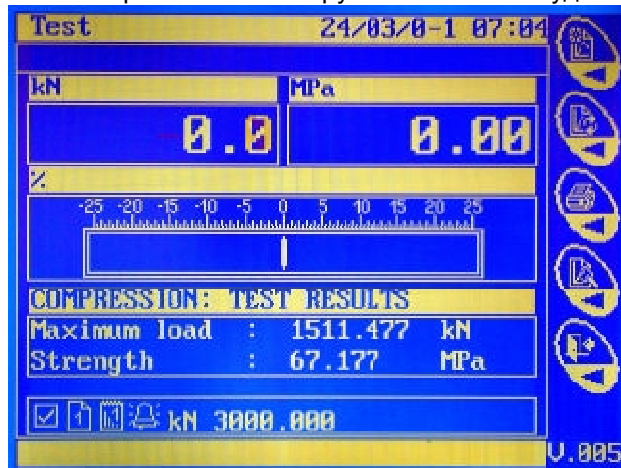 Test 24/03/0-1 07:04
kN MPa
0.0 0.00
%
-25 -20 -15 -10 -5 0 5 10 15 20 25
COMPRESSION: TEST RESULTS
Maximum load : 1511.477 kN
Strength : 67.177 MPa
kN 3000.000
V.005